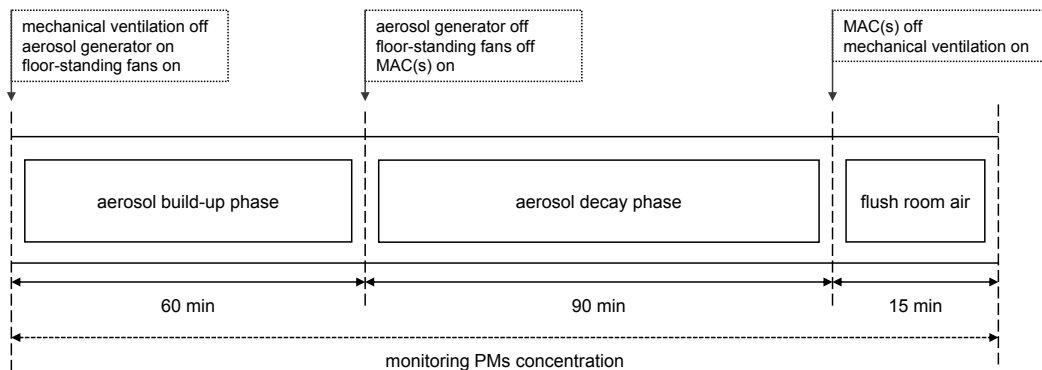 mechanical ventilation off
aerosol generator on
floor-standing fans on
aerosol generator off
floor-standing fans off
MAC(s) on
MAC(s) off
mechanical ventilation on
aerosol build-up phase
aerosol decay phase
flush room air
60 min
90 min
15 min
monitoring PMs concentration